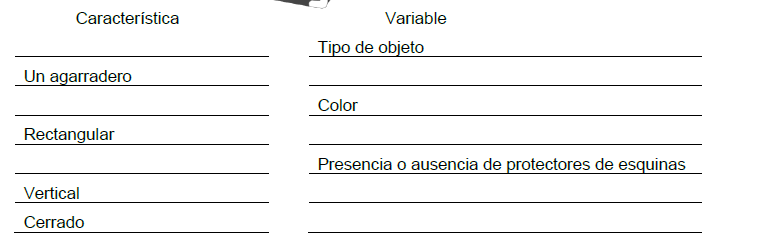 Característica Variable
Tipo de objeto
Un agarradero
Color
Rectangular
Presencia o ausencia de protectores de esquinas
Vertical
Cerrado